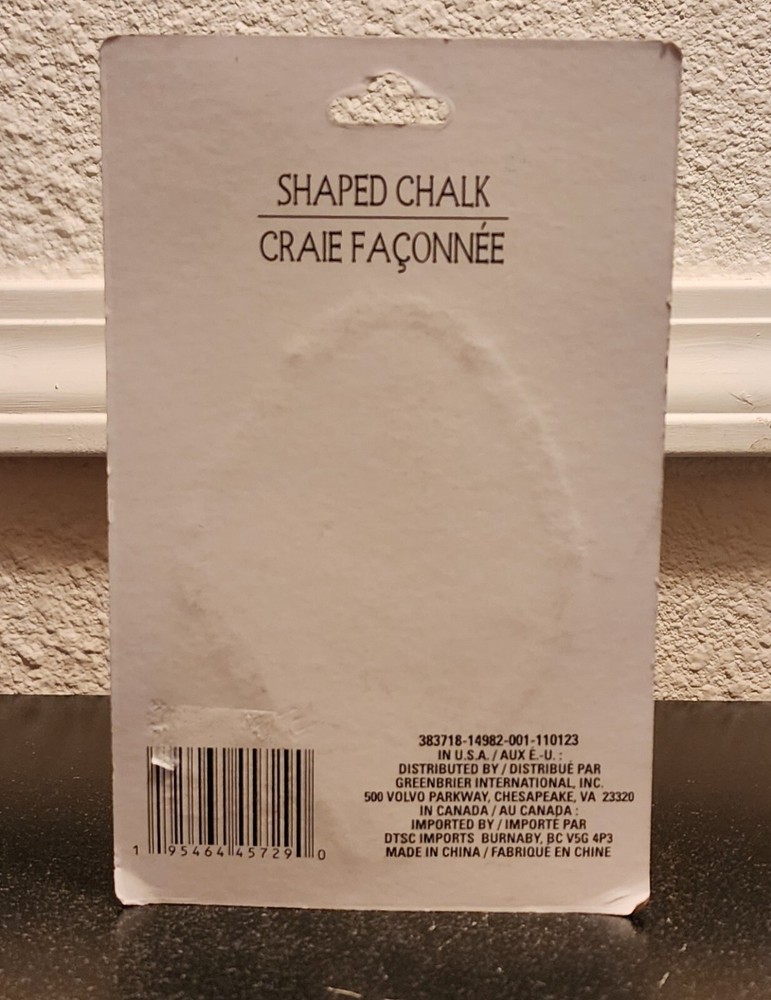 SHAPED CHALK
CRAIE FAÇONNÉE
383718-14982-001-110123
IN U.S.A. / AUX É.-U. :
DISTRIBUTED BY / DISTRIBUÉ PAR
GREENBRIER INTERNATIONAL, INC.
500 VOLVO PARKWAY, CHESAPEAKE, VA 23320
IN CANADA / AU CANADA :
IMPORTED BY / IMPORTÉ PAR
DTSC IMPORTS BURNABY, BC V5G 4P3
MADE IN CHINA / FABRIQUÉ EN CHINE
1 95464 45729 0